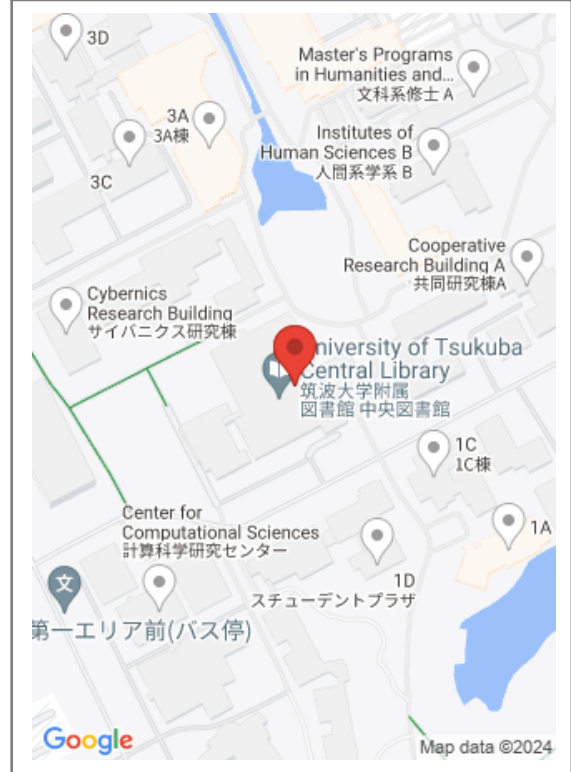 3D
Master's Programs
in Humanities and...
文科系修士 A
3A
3A棟
Institutes of
Human Sciences B
人間系学系 B
3C
Cooperative
Research Building A
共同研究棟A
Cybernics
Research Building
サイバニクス研究棟
University of Tsukuba
Central Library
筑波大学附属
図書館 中央図書館
1C
1C棟
Center for
Computational Sciences
計算科学研究センター
1A
1D
スチューデントプラザ
文
第一エリア前(バス停)
Google
Map data ©2024